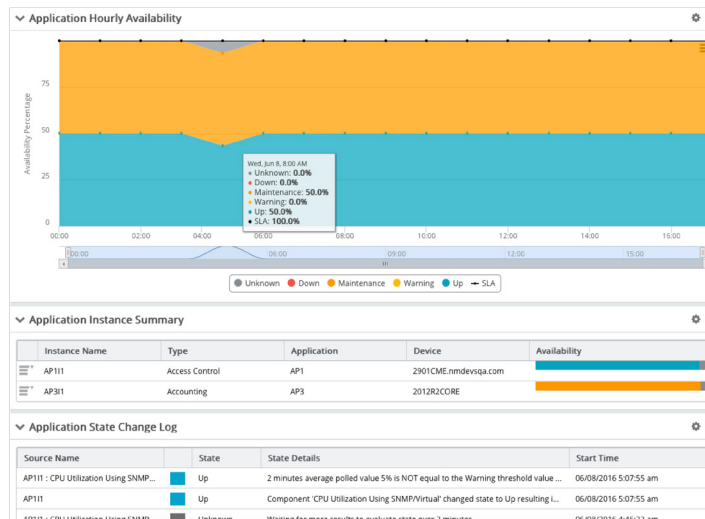 Application Hourly Availability
75
50
25
0
Availability Percentage
Wed, Jun 8, 8:00 AM
Unknown: 0.0%
Down: 0.0%
Maintenance: 50.0%
Warning: 0.0%
Up: 50.0%
SLA: 100.0%
00:00 02:00 04:00 06:00 08:00 10:00 12:00 14:00 16:00
00:00 06:00 09:00 12:00 15:00
Unknown Down Maintenance Warning Up SLA
Application Instance Summary
Instance Name Type Application Device Availability
AP1I1 Access Control AP1 2901CME.nmdevsqa.com
AP3I1 Accounting AP3 2012R2CORE
Application State Change Log
Source Name State State Details Start Time
AP1I1 : CPU Utilization Using SNMP... Up 2 minutes average polled value 5% is NOT equal to the Warning threshold value ... 06/08/2016 5:07:55 am
AP1I1 Up Component 'CPU Utilization Using SNMP/Virtual' changed state to Up resulting i... 06/08/2016 5:07:55 am